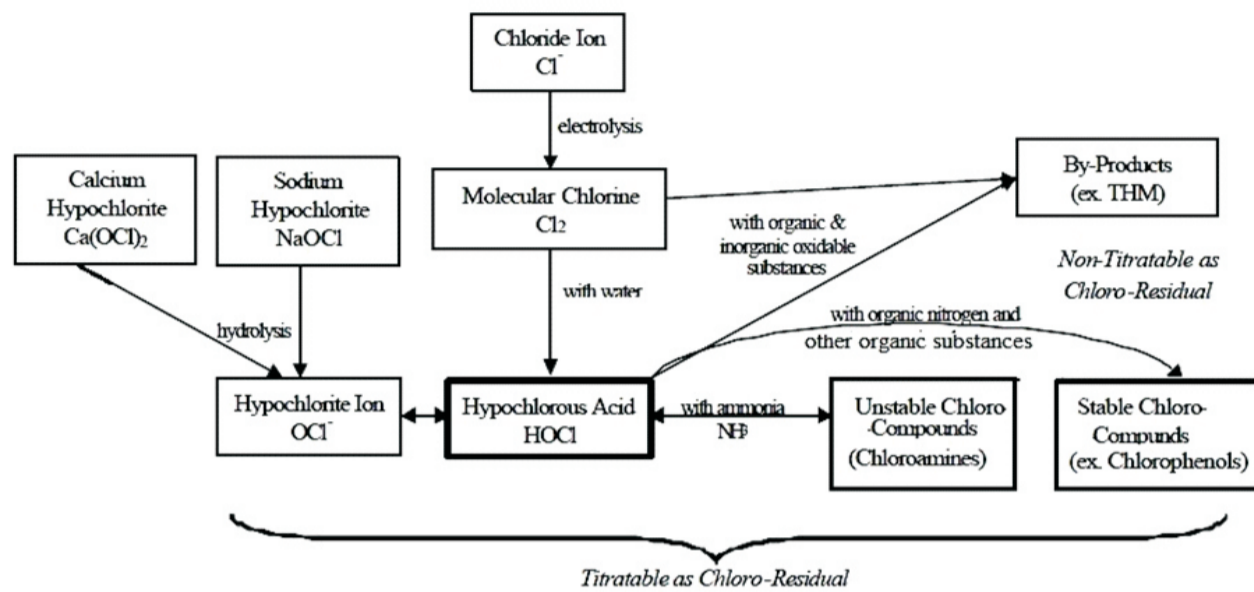 Chloride Ion
Cl⁻
electrolysis
Calcium
Hypochlorite
Ca(OCl)₂
Sodium
Hypochlorite
NaOCl
Molecular Chlorine
Cl₂
By-Products
(ex. THM)
with organic &
inorganic oxidable
substances
Non-Titratable as
Chloro-Residual
with water
hydrolysis
with organic nitrogen and
other organic substances
Hypochlorite Ion
OCl⁻
Hypochlorous Acid
HOCl
with ammonia
NH3
Unstable Chloro
-Compounds
(Chloroamines)
Stable Chloro-
Compunds
(ex. Chlorophenols)
Titratable as Chloro-Residual